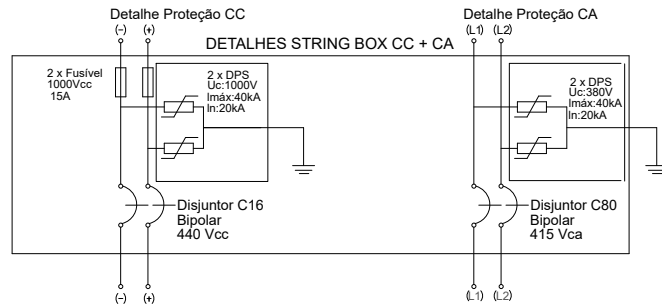 Detalhe Proteção CC
(-) (+)
Detalhe Proteção CA
(L1) (L2)
DETALHES STRING BOX CC + CA
2 x Fusível
1000Vcc
15A
2 x DPS
Uc:1000V
Imáx:40kA
In:20kA
2 x DPS
Uc:380V
Imáx:40kA
In:20kA
Disjuntor C16
Bipolar
440 Vcc
Disjuntor C80
Bipolar
415 Vca
(-) (+)
(L1) (L2)